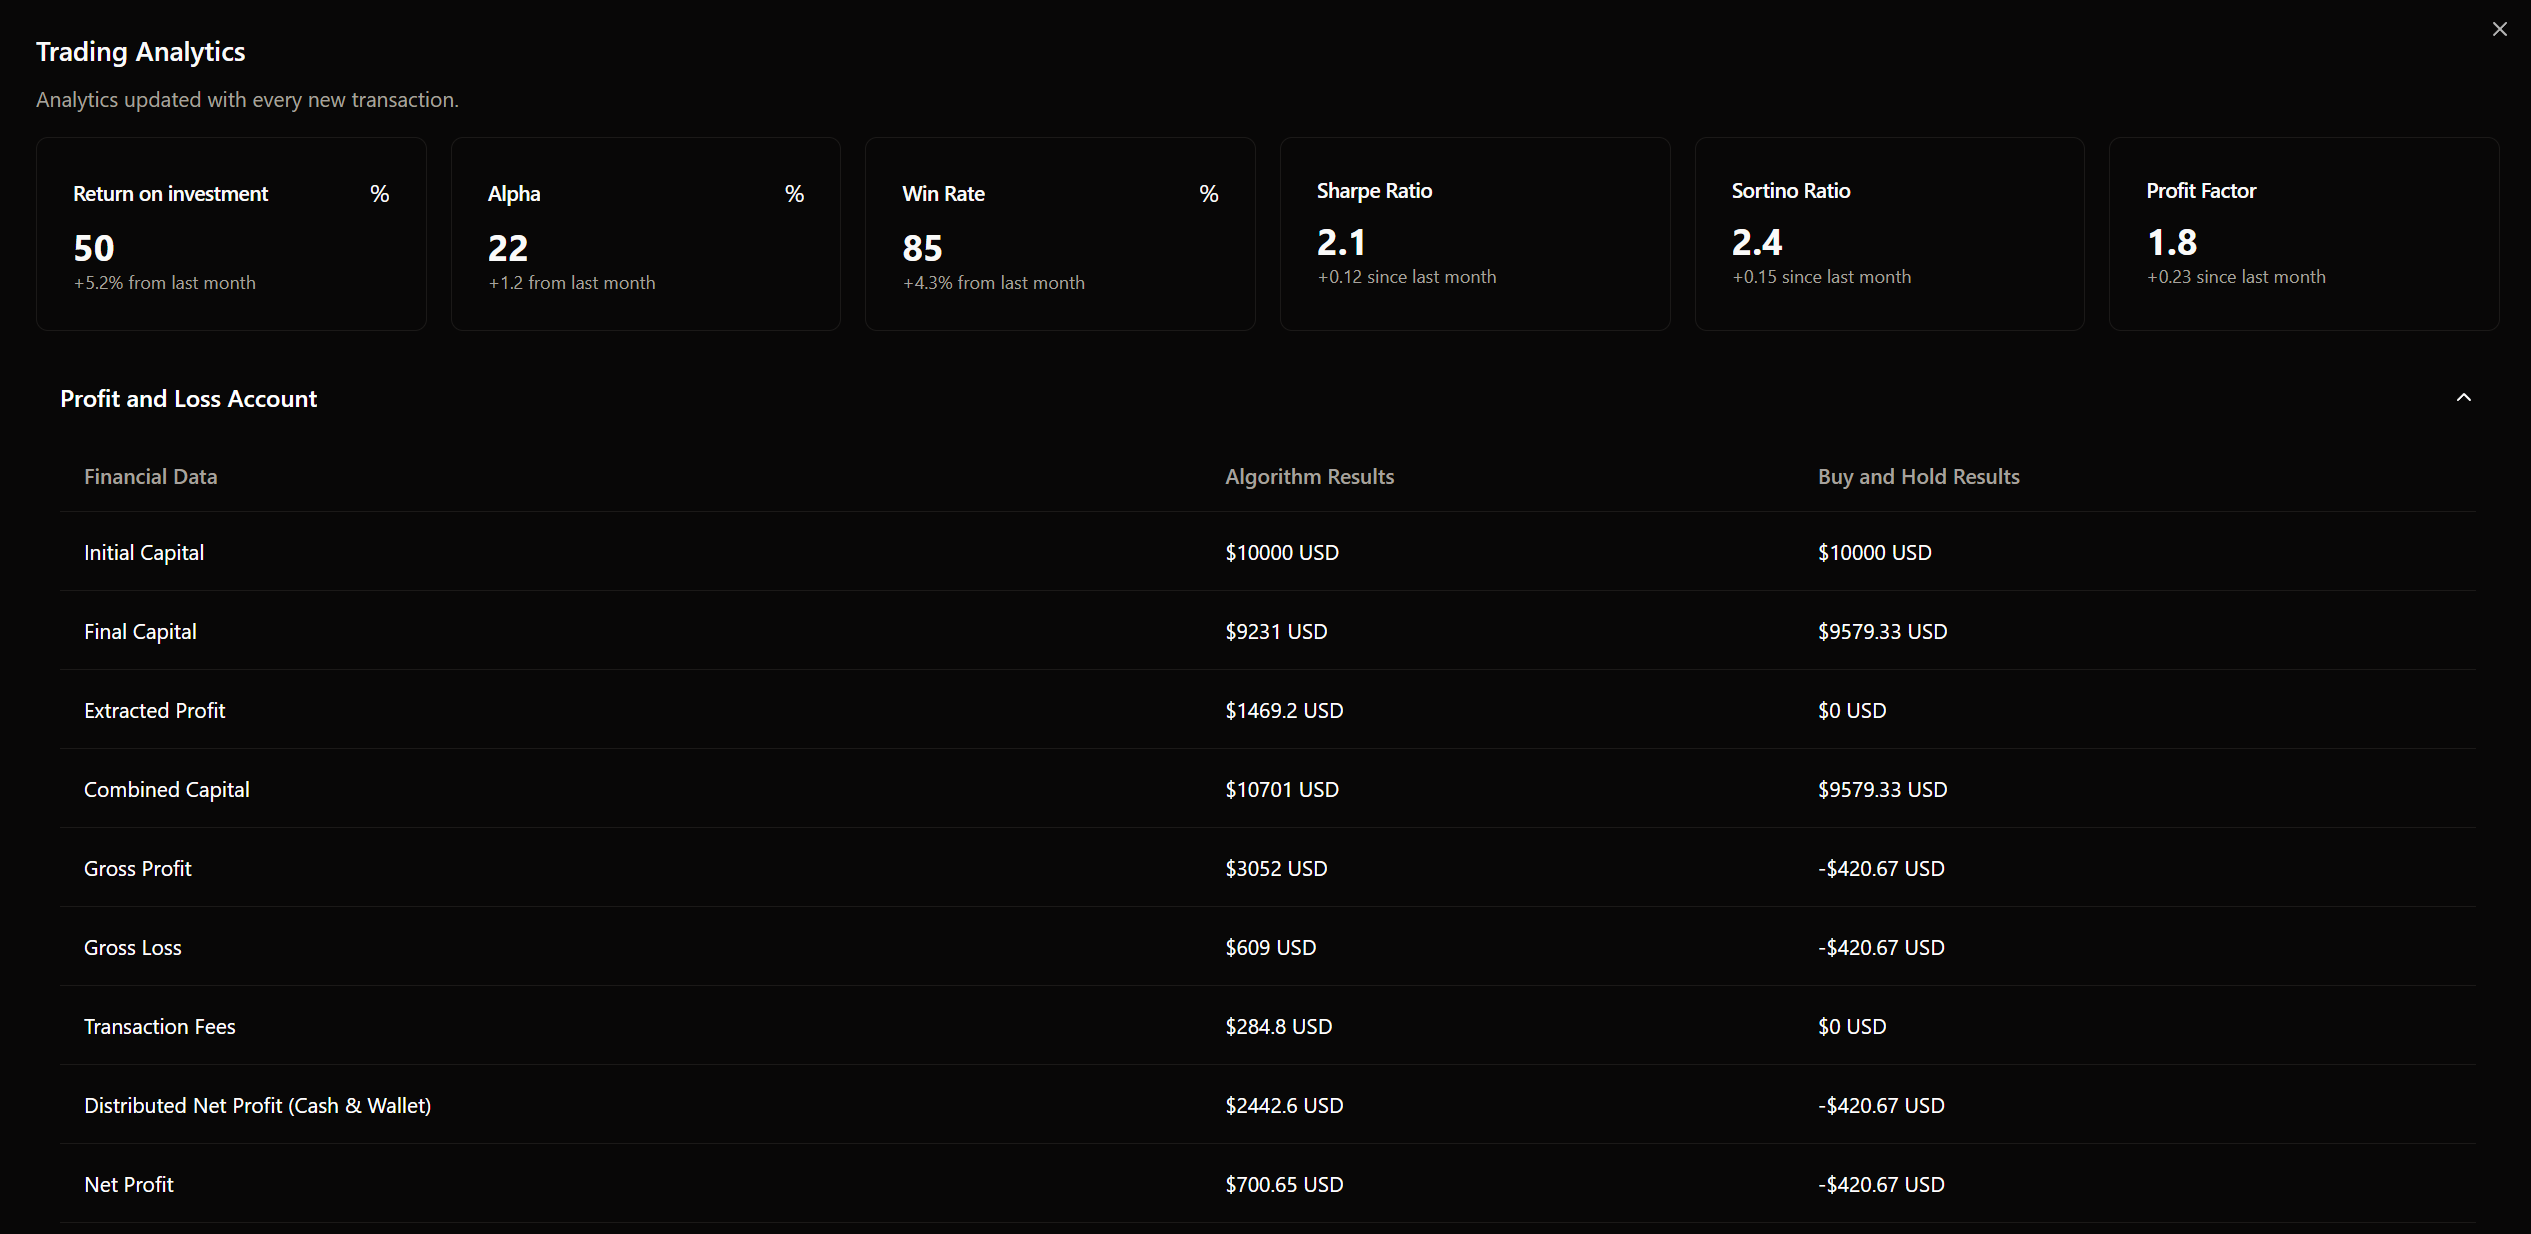 Trading Analytics
Analytics updated with every new transaction.
Return on investment %
50
+5.2% from last month
Alpha %
22
+1.2 from last month
Win Rate %
85
+4.3% from last month
Sharpe Ratio
2.1
+0.12 since last month
Sortino Ratio
2.4
+0.15 since last month
Profit Factor
1.8
+0.23 since last month
Profit and Loss Account
Financial Data Algorithm Results Buy and Hold Results
Initial Capital $10000 USD $10000 USD
Final Capital $9231 USD $9579.33 USD
Extracted Profit $1469.2 USD $0 USD
Combined Capital $10701 USD $9579.33 USD
Gross Profit $3052 USD -$420.67 USD
Gross Loss $609 USD -$420.67 USD
Transaction Fees $284.8 USD $0 USD
Distributed Net Profit (Cash & Wallet) $2442.6 USD -$420.67 USD
Net Profit $700.65 USD -$420.67 USD